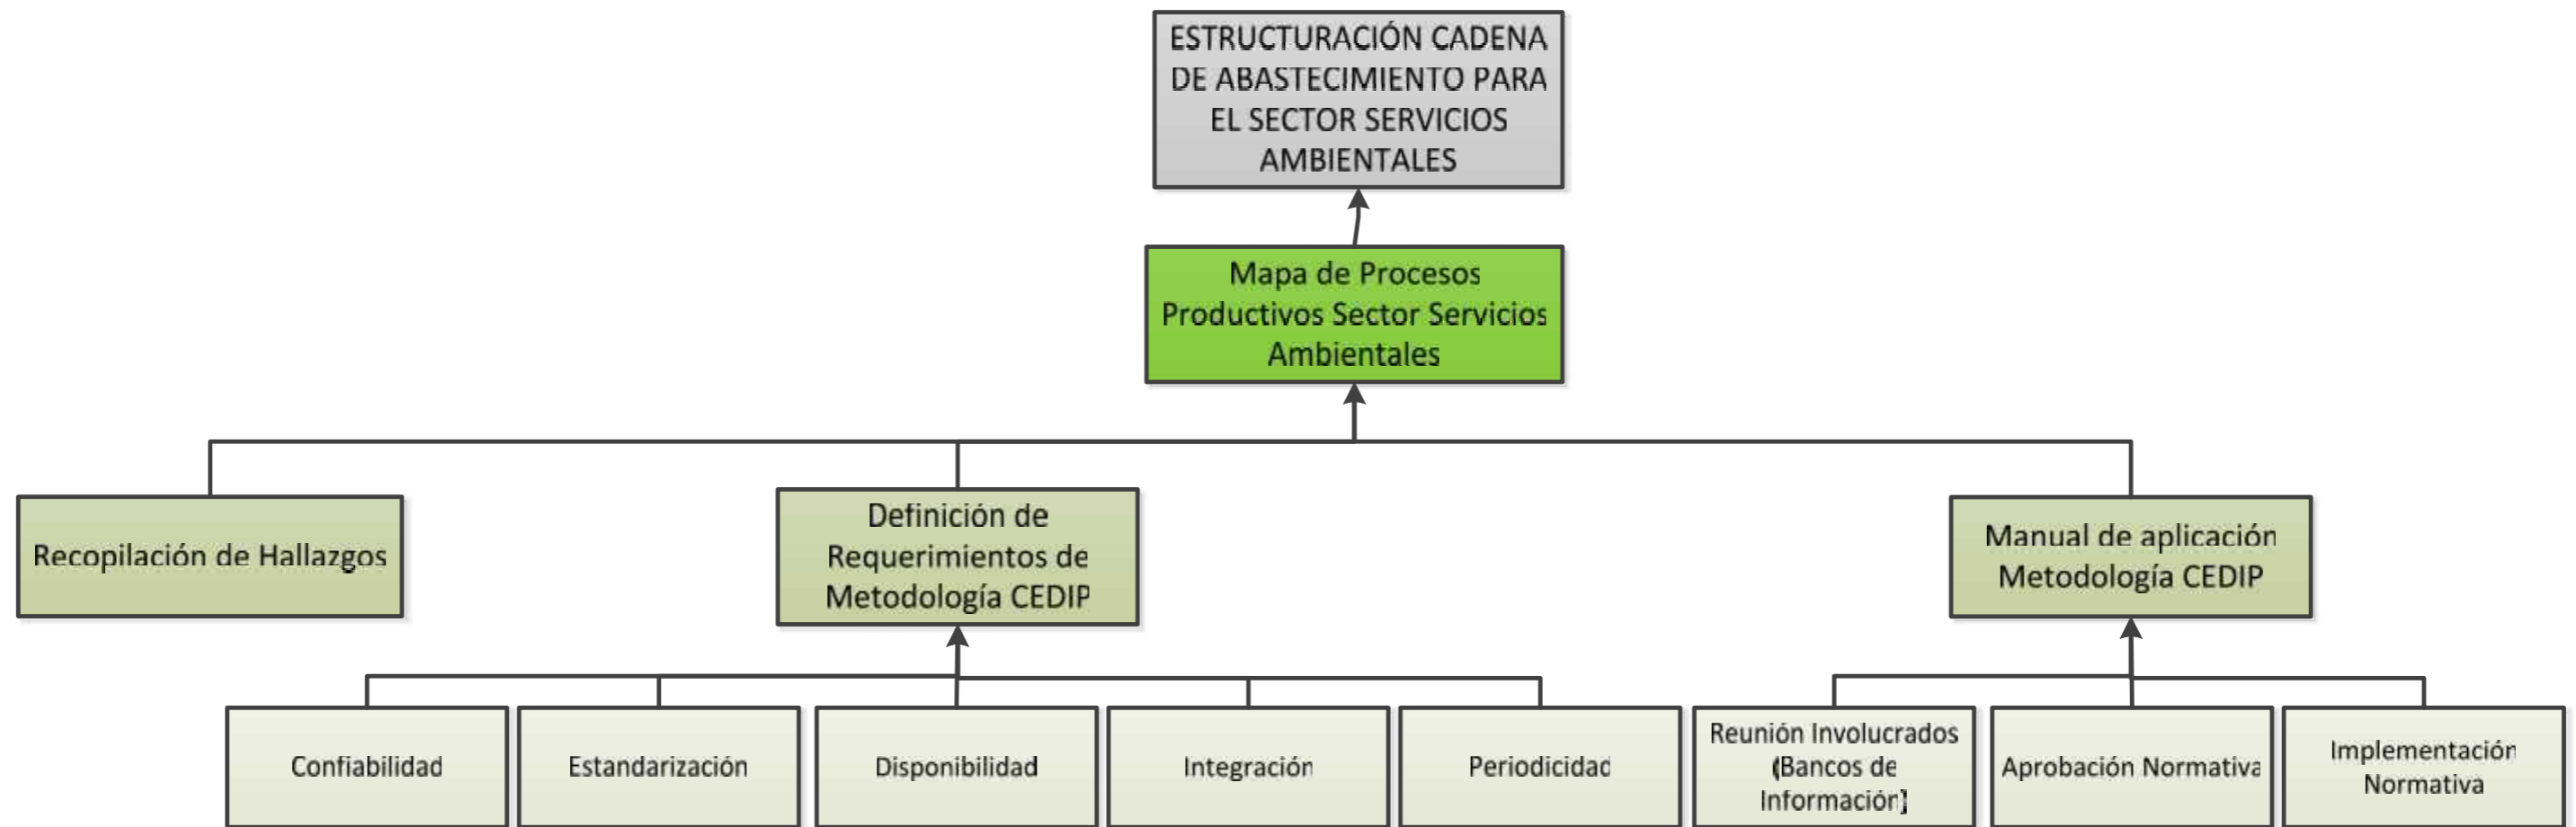 ESTRUCTURACIÓN CADENA
DE ABASTECIMIENTO PARA
EL SECTOR SERVICIOS
AMBIENTALES
Mapa de Procesos
Productivos Sector Servicios
Ambientales
Recopilación de Hallazgos
Definición de
Requerimientos de
Metodología CEDIP
Manual de aplicación
Metodología CEDIP
Confiabilidad
Estandarización
Disponibilidad
Integración
Periodicidad
Reunión Involucrados
(Bancos de
Información)
Aprobación Normativa
Implementación
Normativa